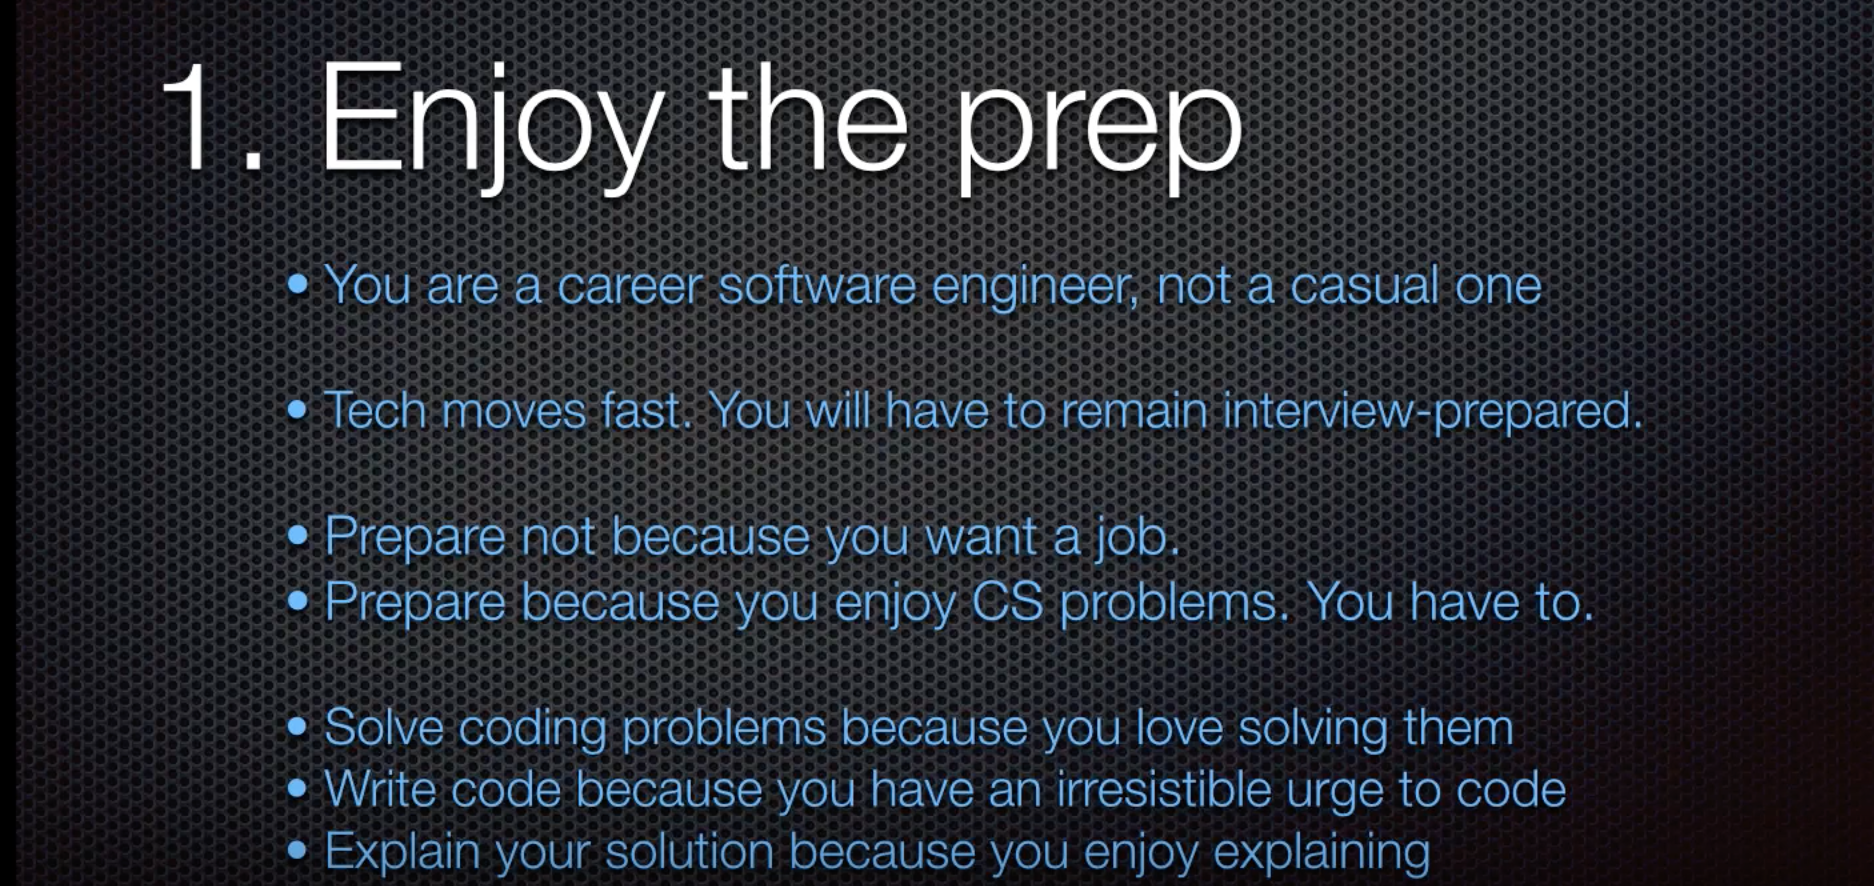 1. Enjoy the prep
• You are a career software engineer, not a casual one
• Tech moves fast. You will have to remain interview-prepared.
• Prepare not because you want a job.
• Prepare because you enjoy CS problems. You have to.
• Solve coding problems because you love solving them
• Write code because you have an irresistible urge to code
• Explain your solution because you enjoy explaining